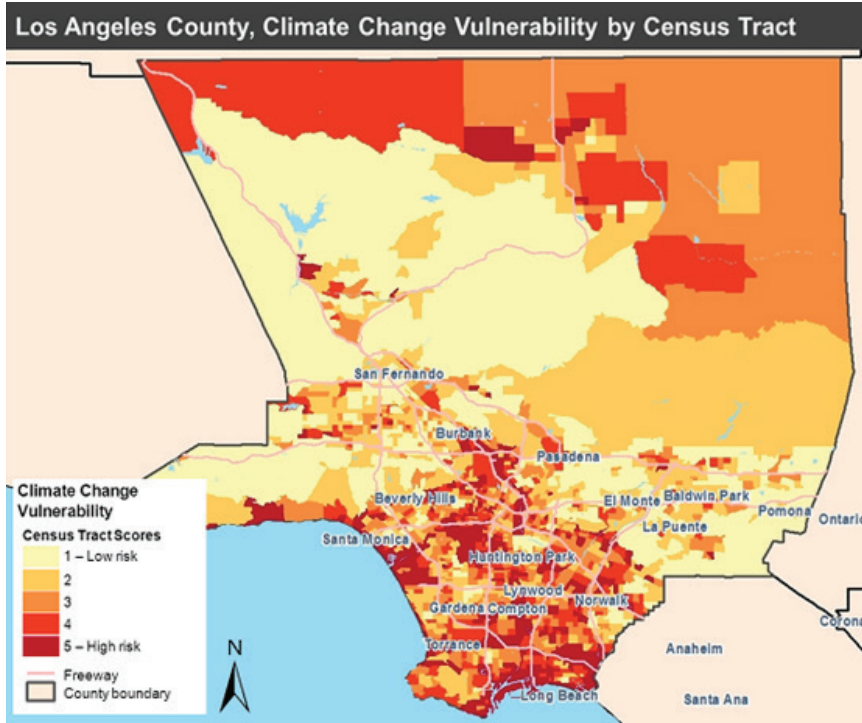 Los Angeles County, Climate Change Vulnerability by Census Tract
San Fernando
Burbank
Pasadena
Beverly Hills
El Monte
Baldwin Park
Pomona
Ontario
La Puente
Santa Monica
Huntington Park
Lynwood
Norwalk
Gardena
Compton
Corona
Torrance
Anaheim
Long Beach
Santa Ana
Climate Change
Vulnerability
Census Tract Scores
1 – Low risk
2
3
4
5 – High risk
Freeway
County boundary
N